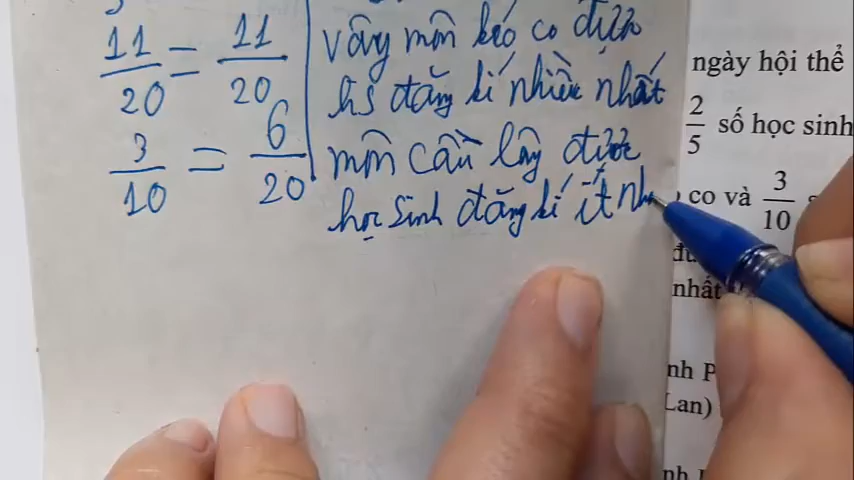 11/20 = 11/20
3/10 = 6/20
vậy môn kéo co được
hs đăng kí nhiều nhất
môn cầu lông được
học sinh đăng kí ít nh
ngày hội thể
2/5 số học sinh
co và 3/10
nhất
nh P
Lan)
nh